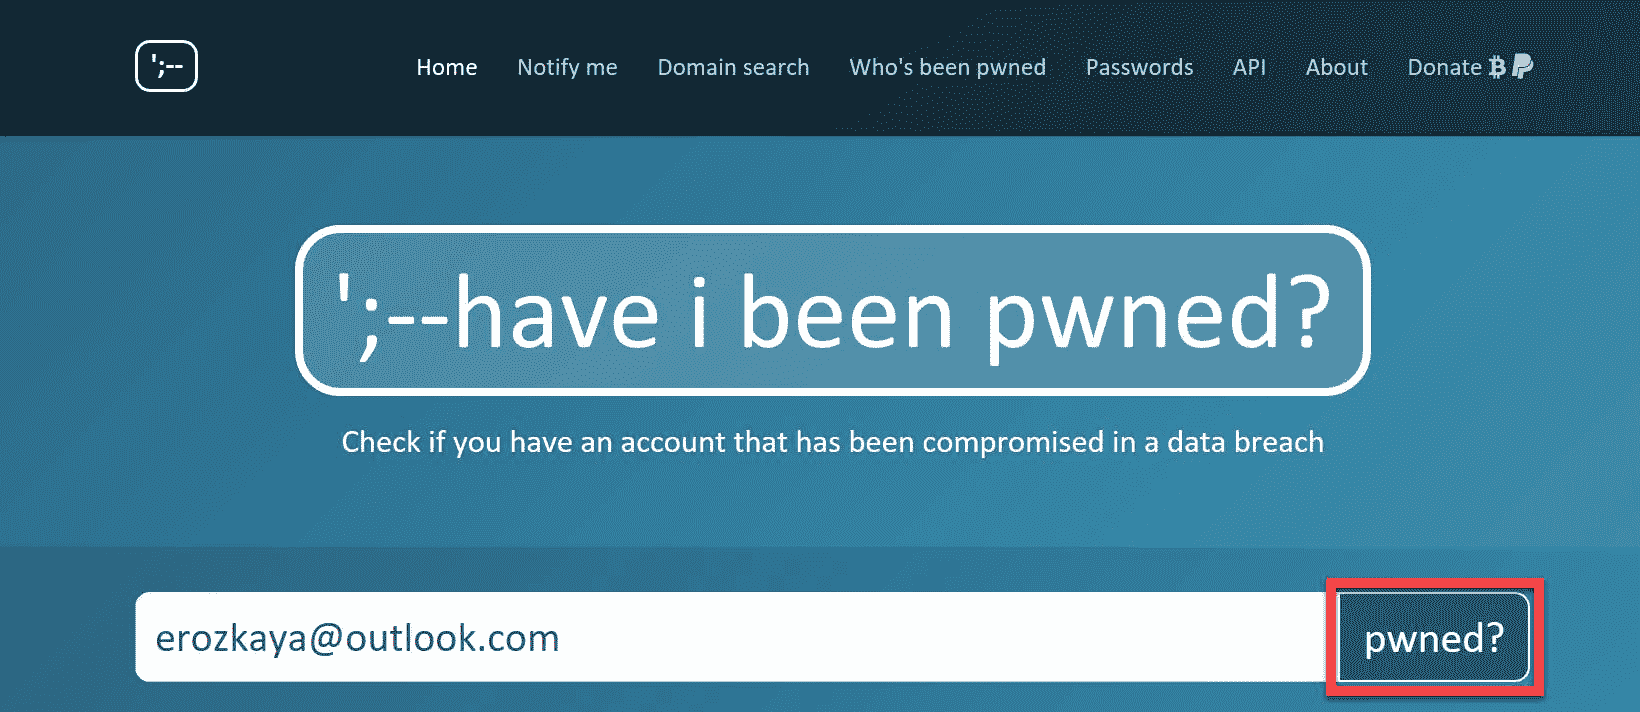 ';--
Home Notify me Domain search Who's been pwned Passwords API About Donate
';--have i been pwned?
Check if you have an account that has been compromised in a data breach
erozkaya@outlook.com pwned?